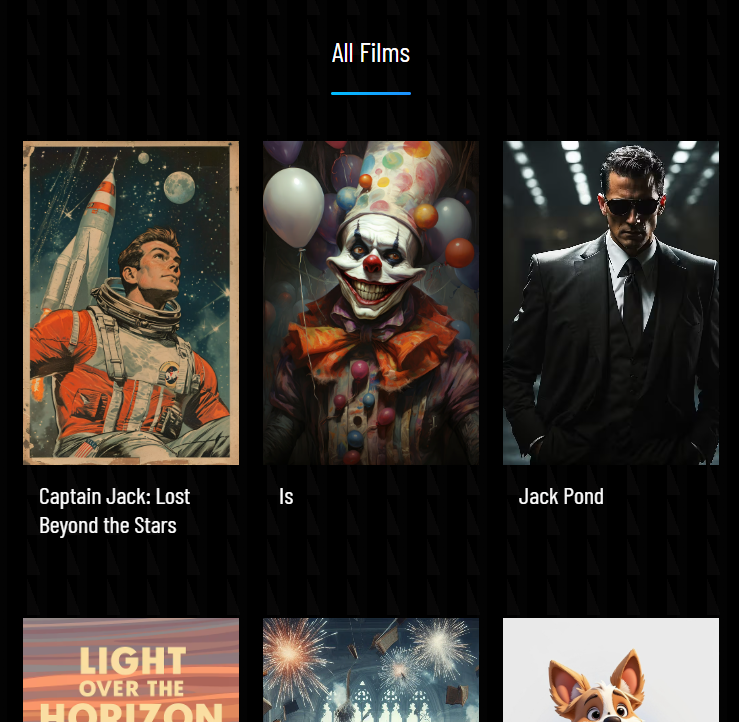 All Films
Captain Jack: Lost
Beyond the Stars
Is
Jack Pond
LIGHT
OVER THE
HORIZON